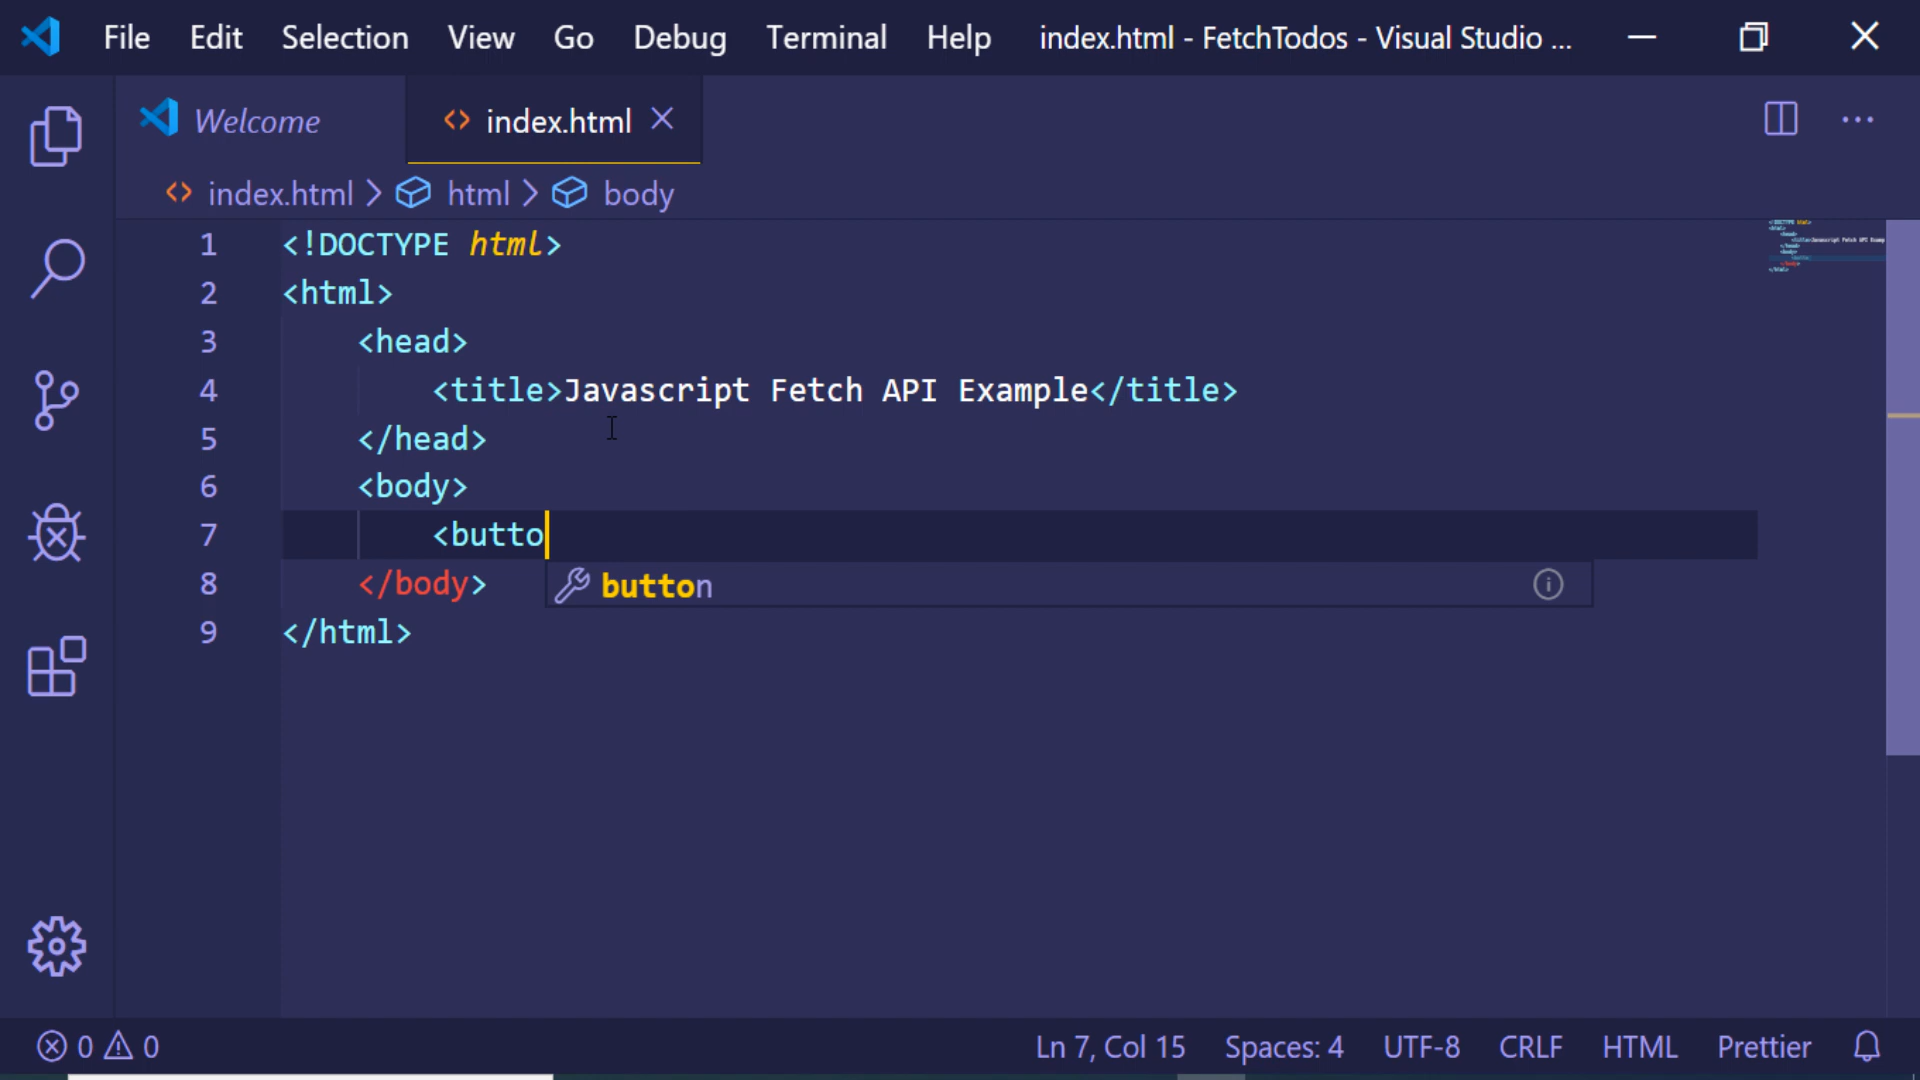 File Edit Selection View Go Debug Terminal Help index.html - FetchTodos - Visual Studio ...
Welcome index.html
index.html > html > body
1 <!DOCTYPE html>
2 <html>
3 <head>
4 <title>Javascript Fetch API Example</title>
5 </head>
6 <body>
7 <butto
button
8 </body>
9 </html>
0 0 Ln 7, Col 15 Spaces: 4 UTF-8 CRLF HTML Prettier